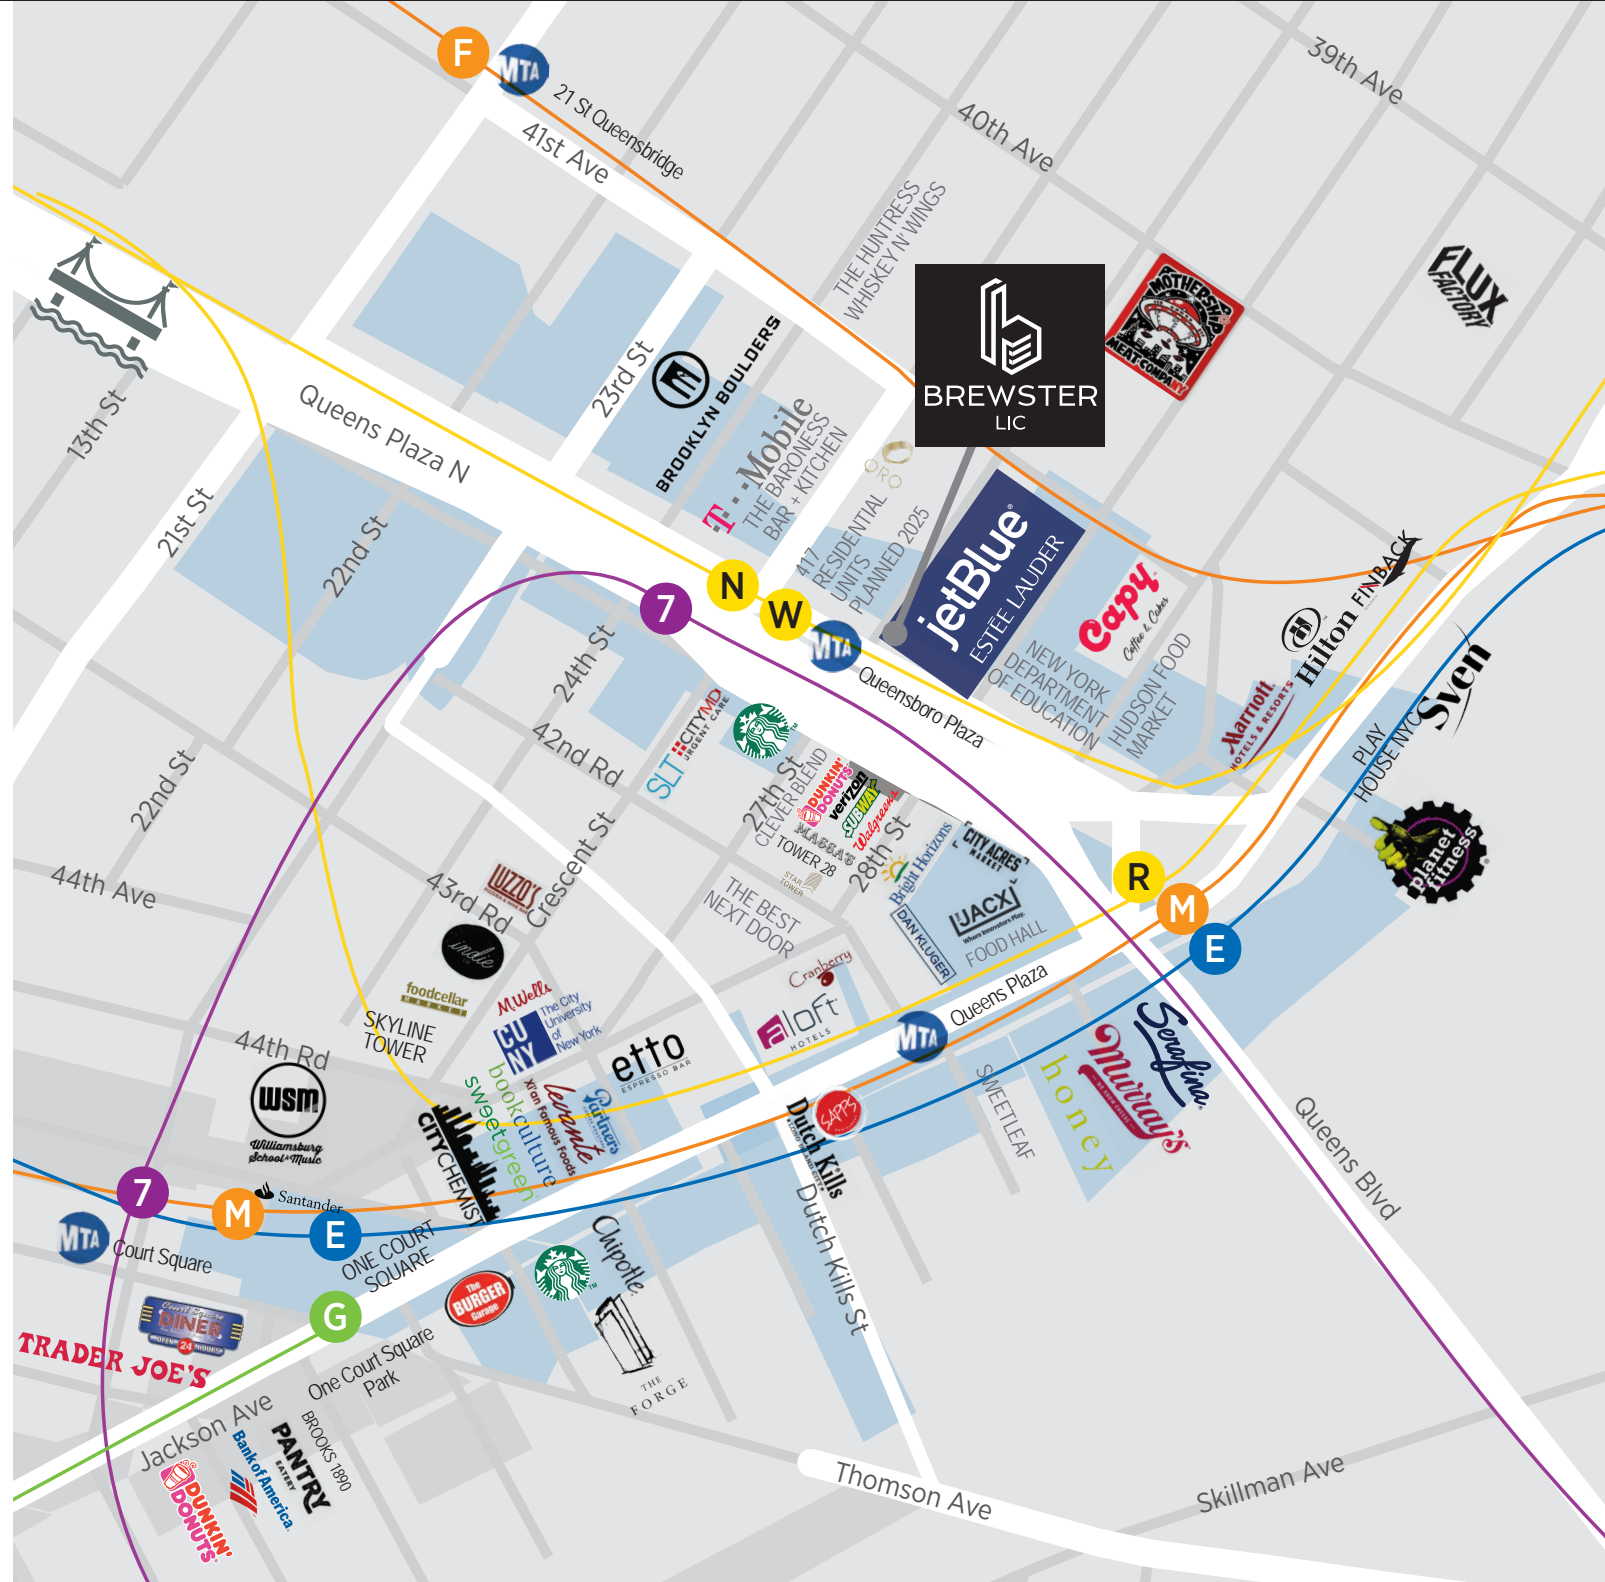 F
MTA
21 St Queensbridge
41st Ave
39th Ave
40th Ave
THE HUNTRESS
WHISKEY N' WINGS
BREWSTER
LIC
MOTHERSHIP
MEAT COMPANY
FLUX
FACTORY
13th St
Queens Plaza N
23rd St
BROOKLYN BOULDERS
T··Mobile
THE BARONESS
BAR + KITCHEN
ORO
417
RESIDENTIAL
UNITS
PLANNED 2025
jetBlue®
ESTĒE LAUDER
Capy
Coffee & Cakes
NEW YORK
DEPARTMENT
OF EDUCATION
HUDSON FOOD
MARKET
Hilton
FINBACK
Marriott
HOTELS & RESORTS
Sven
PLAY
HOUSE NYC
planet
fitness®
21st St
22nd St
7
N
W
MTA
Queensboro Plaza
24th St
42nd Rd
CITYMD
URGENT CARE
SLT
27th St
CLEVER BLEND
DUNKIN'
DONUTS
verizon
SUBWAY
Walgreens
MASSA'S
TOWER 28
STAR
TOWER
28th St
Bright Horizons
CITY ACRES
MARKET
THE JACX
Where Innovators Play.
FOOD HALL
DAN KLUGER
THE BEST
NEXT DOOR
22nd St
44th Ave
43rd Rd
Crescent St
LUZZO'S
indie
foodcellar
MARKET
SKYLINE
TOWER
M.Wells
CU
NY
The City
University
of
New York
etto
ESPRESSO BAR
Cranberry
aloft
HOTELS
R
M
E
MTA
Queens Plaza
44th Rd
WSM
Williamsburg
School of Music
CITYCHEMIST
sweetgreen
bookculture
Xi'an Famous Foods
levante
Partners
SAPPS
Dutch Kills
Dutch Kills St
SWEETLEAF
honey
Murray's
Serafina
Queens Blvd
7
M
E
Santander
MTA
Court Square
ONE COURT
SQUARE
G
Court Square
DINER
OPEN 24 HOURS
TRADER JOE'S
The
BURGER
Garage
Chipotle
THE
FORGE
One Court Square
Park
Jackson Ave
DUNKIN'
DONUTS
Bank of America
PANTRY
EATERY
BROOKS 1890
Thomson Ave
Skillman Ave